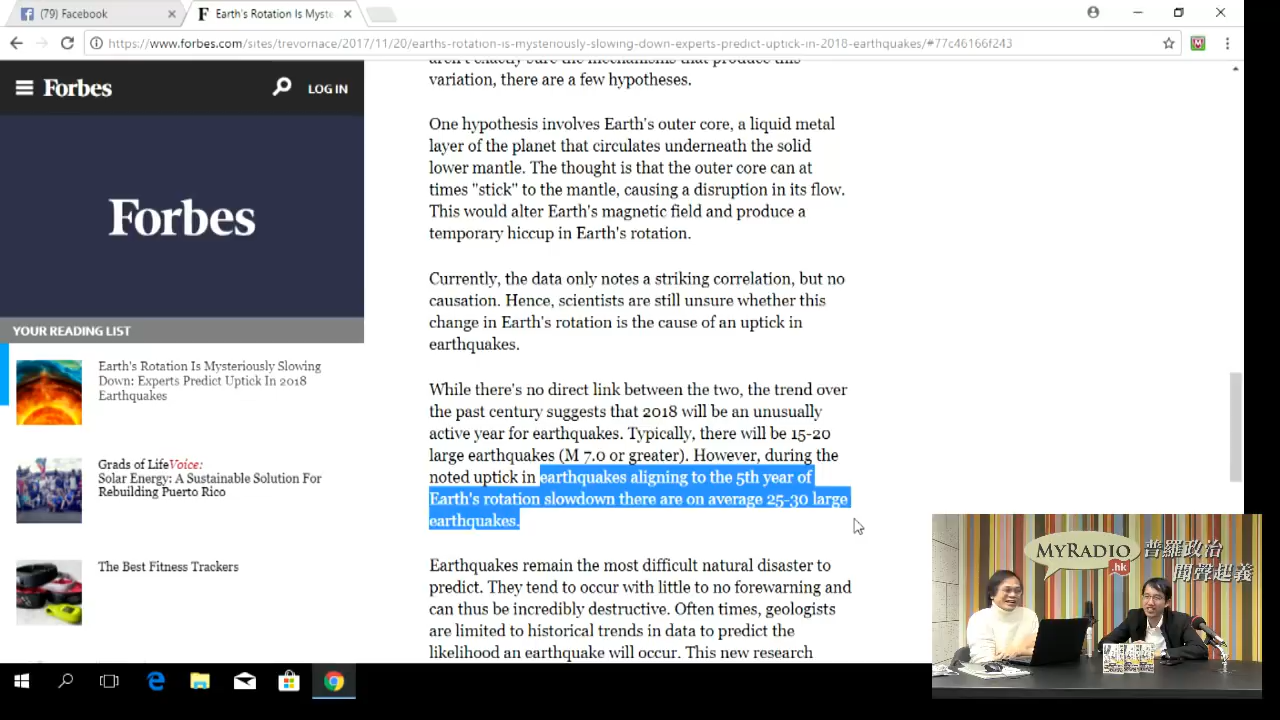 (79) Facebook
Earth's Rotation Is Myste
https://www.forbes.com/sites/trevornace/2017/11/20/earths-rotation-is-mysteriously-slowing-down-experts-predict-uptick-in-2018-earthquakes/#77c46166f243
Forbes
LOG IN
Forbes
YOUR READING LIST
Earth's Rotation Is Mysteriously Slowing
Down: Experts Predict Uptick In 2018
Earthquakes
Grads of LifeVoice:
Solar Energy: A Sustainable Solution For
Rebuilding Puerto Rico
The Best Fitness Trackers
aren't exactly sure the mechanisms that produce this
variation, there are a few hypotheses.
One hypothesis involves Earth's outer core, a liquid metal
layer of the planet that circulates underneath the solid
lower mantle. The thought is that the outer core can at
times "stick" to the mantle, causing a disruption in its flow.
This would alter Earth's magnetic field and produce a
temporary hiccup in Earth's rotation.
Currently, the data only notes a striking correlation, but no
causation. Hence, scientists are still unsure whether this
change in Earth's rotation is the cause of an uptick in
earthquakes.
While there's no direct link between the two, the trend over
the past century suggests that 2018 will be an unusually
active year for earthquakes. Typically, there will be 15-20
large earthquakes (M 7.0 or greater). However, during the
noted uptick in earthquakes aligning to the 5th year of
Earth's rotation slowdown there are on average 25-30 large
earthquakes.
Earthquakes remain the most difficult natural disaster to
predict. They tend to occur with little to no forewarning and
can thus be incredibly destructive. Often times, geologists
are limited to historical trends in data to predict the
likelihood an earthquake will occur. This new research
MYRADIO
.hk
普羅政治
聞聲起義